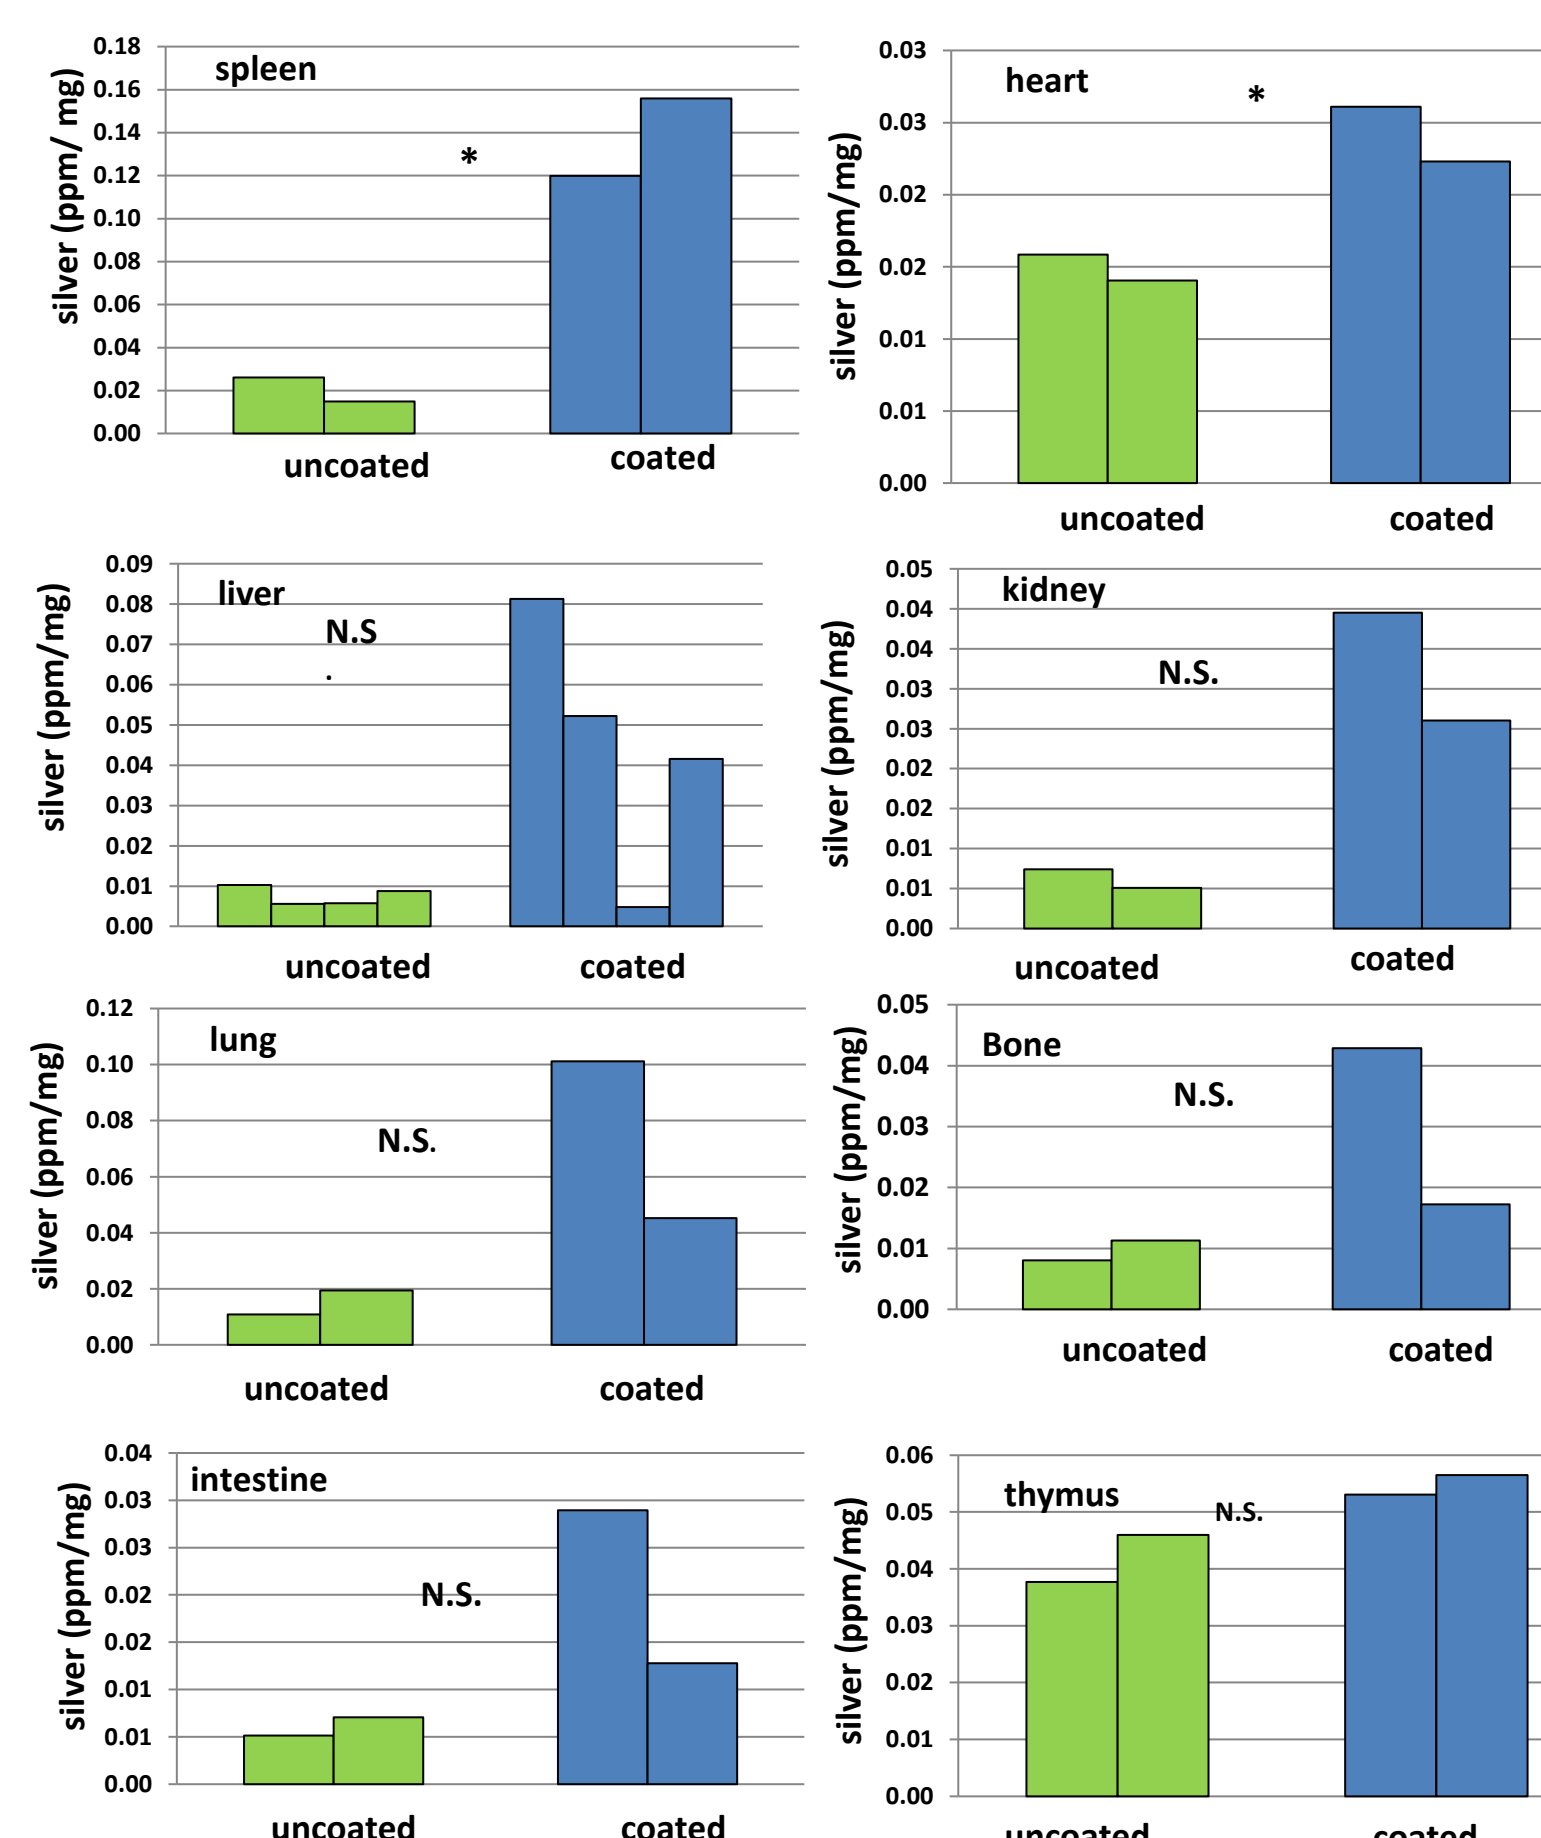 spleen
silver (ppm/ mg)
0.18
0.16
0.14
0.12
0.10
0.08
0.06
0.04
0.02
0.00
*
uncoated
coated
heart
silver (ppm/mg)
0.03
0.03
0.02
0.02
0.01
0.01
0.00
*
uncoated
coated
liver
silver (ppm/mg)
0.09
0.08
0.07
0.06
0.05
0.04
0.03
0.02
0.01
0.00
N.S
.
uncoated
coated
kidney
silver (ppm/mg)
0.05
0.04
0.04
0.03
0.03
0.02
0.02
0.01
0.01
0.00
N.S.
uncoated
coated
lung
silver (ppm/mg)
0.12
0.10
0.08
0.06
0.04
0.02
0.00
N.S.
uncoated
coated
Bone
silver (ppm/mg)
0.05
0.04
0.03
0.02
0.01
0.00
N.S.
uncoated
coated
intestine
silver (ppm/mg)
0.04
0.03
0.03
0.02
0.02
0.01
0.01
0.00
N.S.
uncoated
coated
thymus
silver (ppm/mg)
0.06
0.05
0.04
0.03
0.02
0.01
0.00
N.S.
uncoated
coated